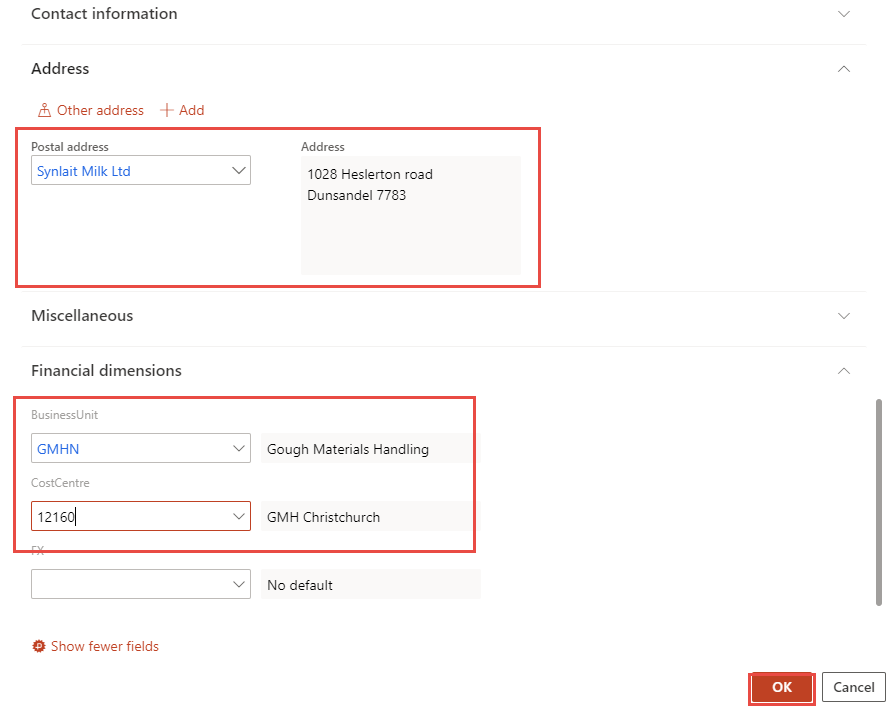 Contact information
Address
Other address
Add
Postal address
Address
Synlait Milk Ltd
1028 Heslerton road
Dunsandel 7783
Miscellaneous
Financial dimensions
BusinessUnit
GMHN
Gough Materials Handling
CostCentre
12160
GMH Christchurch
FX
No default
Show fewer fields
OK
Cancel